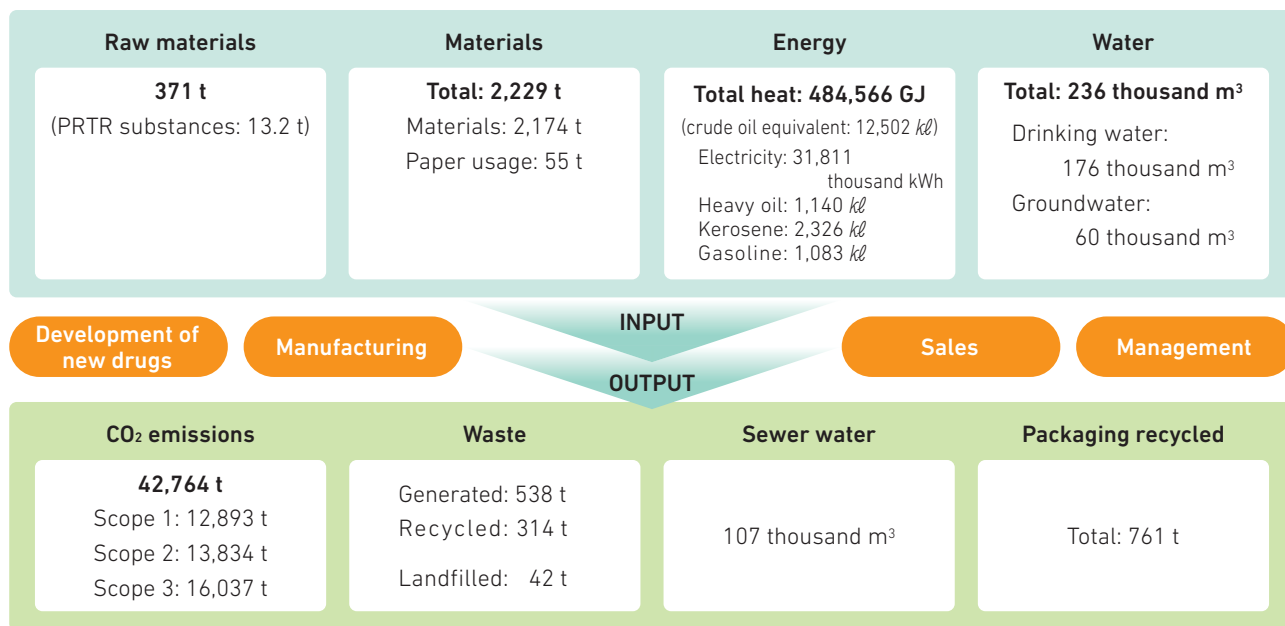 Raw materials
371 t
(PRTR substances: 13.2 t)
Materials
Total: 2,229 t
Materials: 2,174 t
Paper usage: 55 t
Energy
Total heat: 484,566 GJ
(crude oil equivalent: 12,502 kℓ)
Electricity: 31,811
thousand kWh
Heavy oil: 1,140 kℓ
Kerosene: 2,326 kℓ
Gasoline: 1,083 kℓ
Water
Total: 236 thousand m³
Drinking water:
176 thousand m³
Groundwater:
60 thousand m³
INPUT
Development of
new drugs
Manufacturing
Sales
Management
OUTPUT
CO₂ emissions
42,764 t
Scope 1: 12,893 t
Scope 2: 13,834 t
Scope 3: 16,037 t
Waste
Generated: 538 t
Recycled: 314 t
Landfilled: 42 t
Sewer water
107 thousand m³
Packaging recycled
Total: 761 t